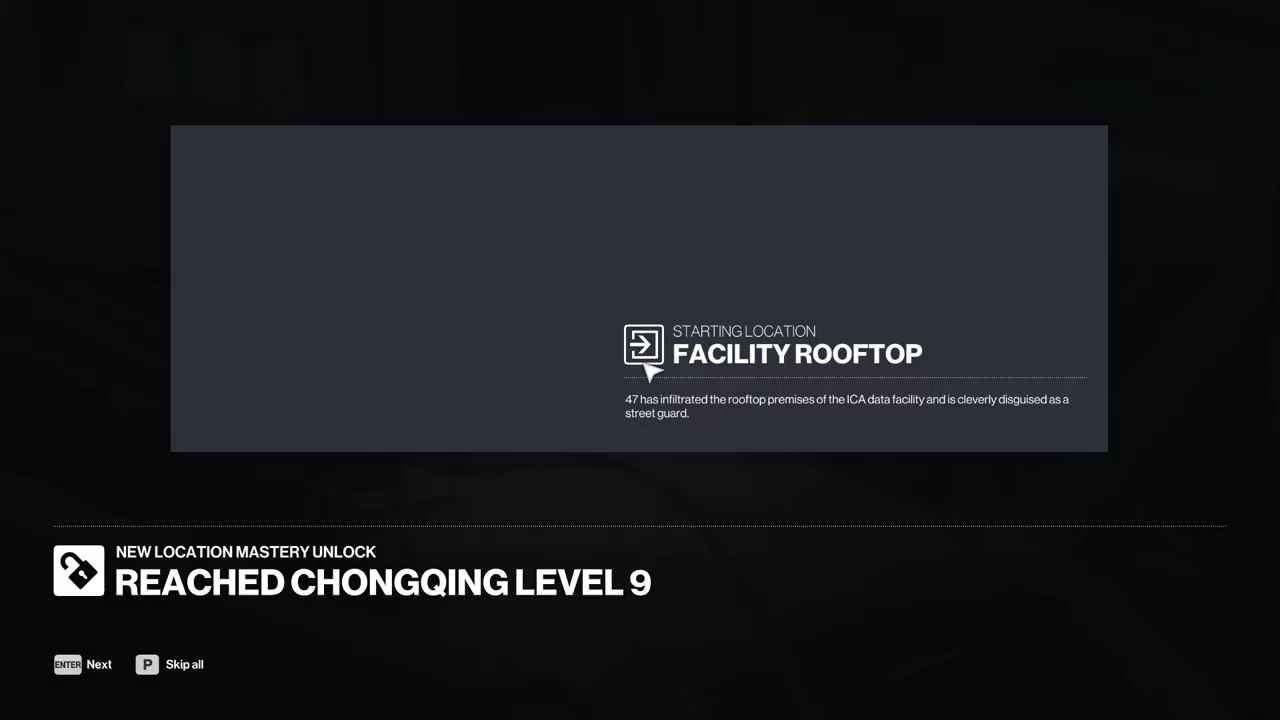 STARTING LOCATION
FACILITY ROOFTOP
47 has infiltrated the rooftop premises of the ICA data facility and is cleverly disguised as a
street guard.
NEW LOCATION MASTERY UNLOCK
REACHED CHONGQING LEVEL 9
ENTER Next P Skip all